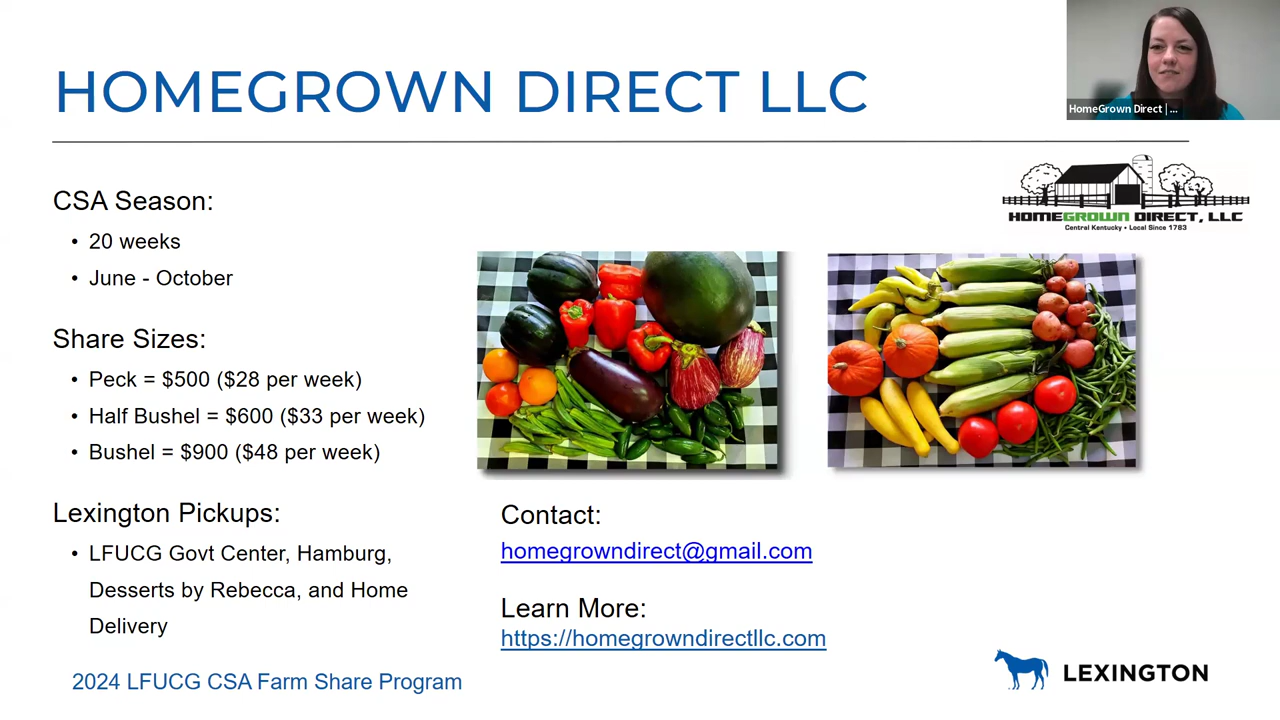 HOMEGROWN DIRECT LLC
HomeGrown Direct | ...
HOMEGROWN DIRECT, LLC
Central Kentucky • Local Since 1783
CSA Season:
• 20 weeks
• June - October
Share Sizes:
• Peck = $500 ($28 per week)
• Half Bushel = $600 ($33 per week)
• Bushel = $900 ($48 per week)
Lexington Pickups:
• LFUCG Govt Center, Hamburg,
Desserts by Rebecca, and Home
Delivery
Contact:
homegrowndirect@gmail.com
Learn More:
https://homegrowndirectllc.com
2024 LFUCG CSA Farm Share Program
LEXINGTON